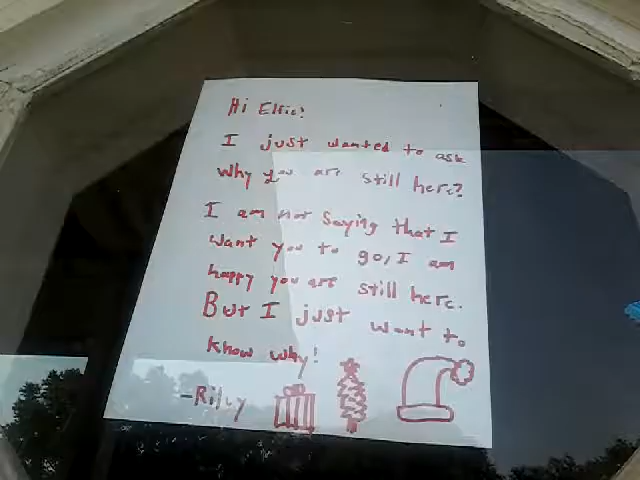 Hi Elfie!
I just wanted to ask
why you are still here?
I am not saying that I
want you to go, I am
happy you are still here.
But I just want to
know why!
-Riley